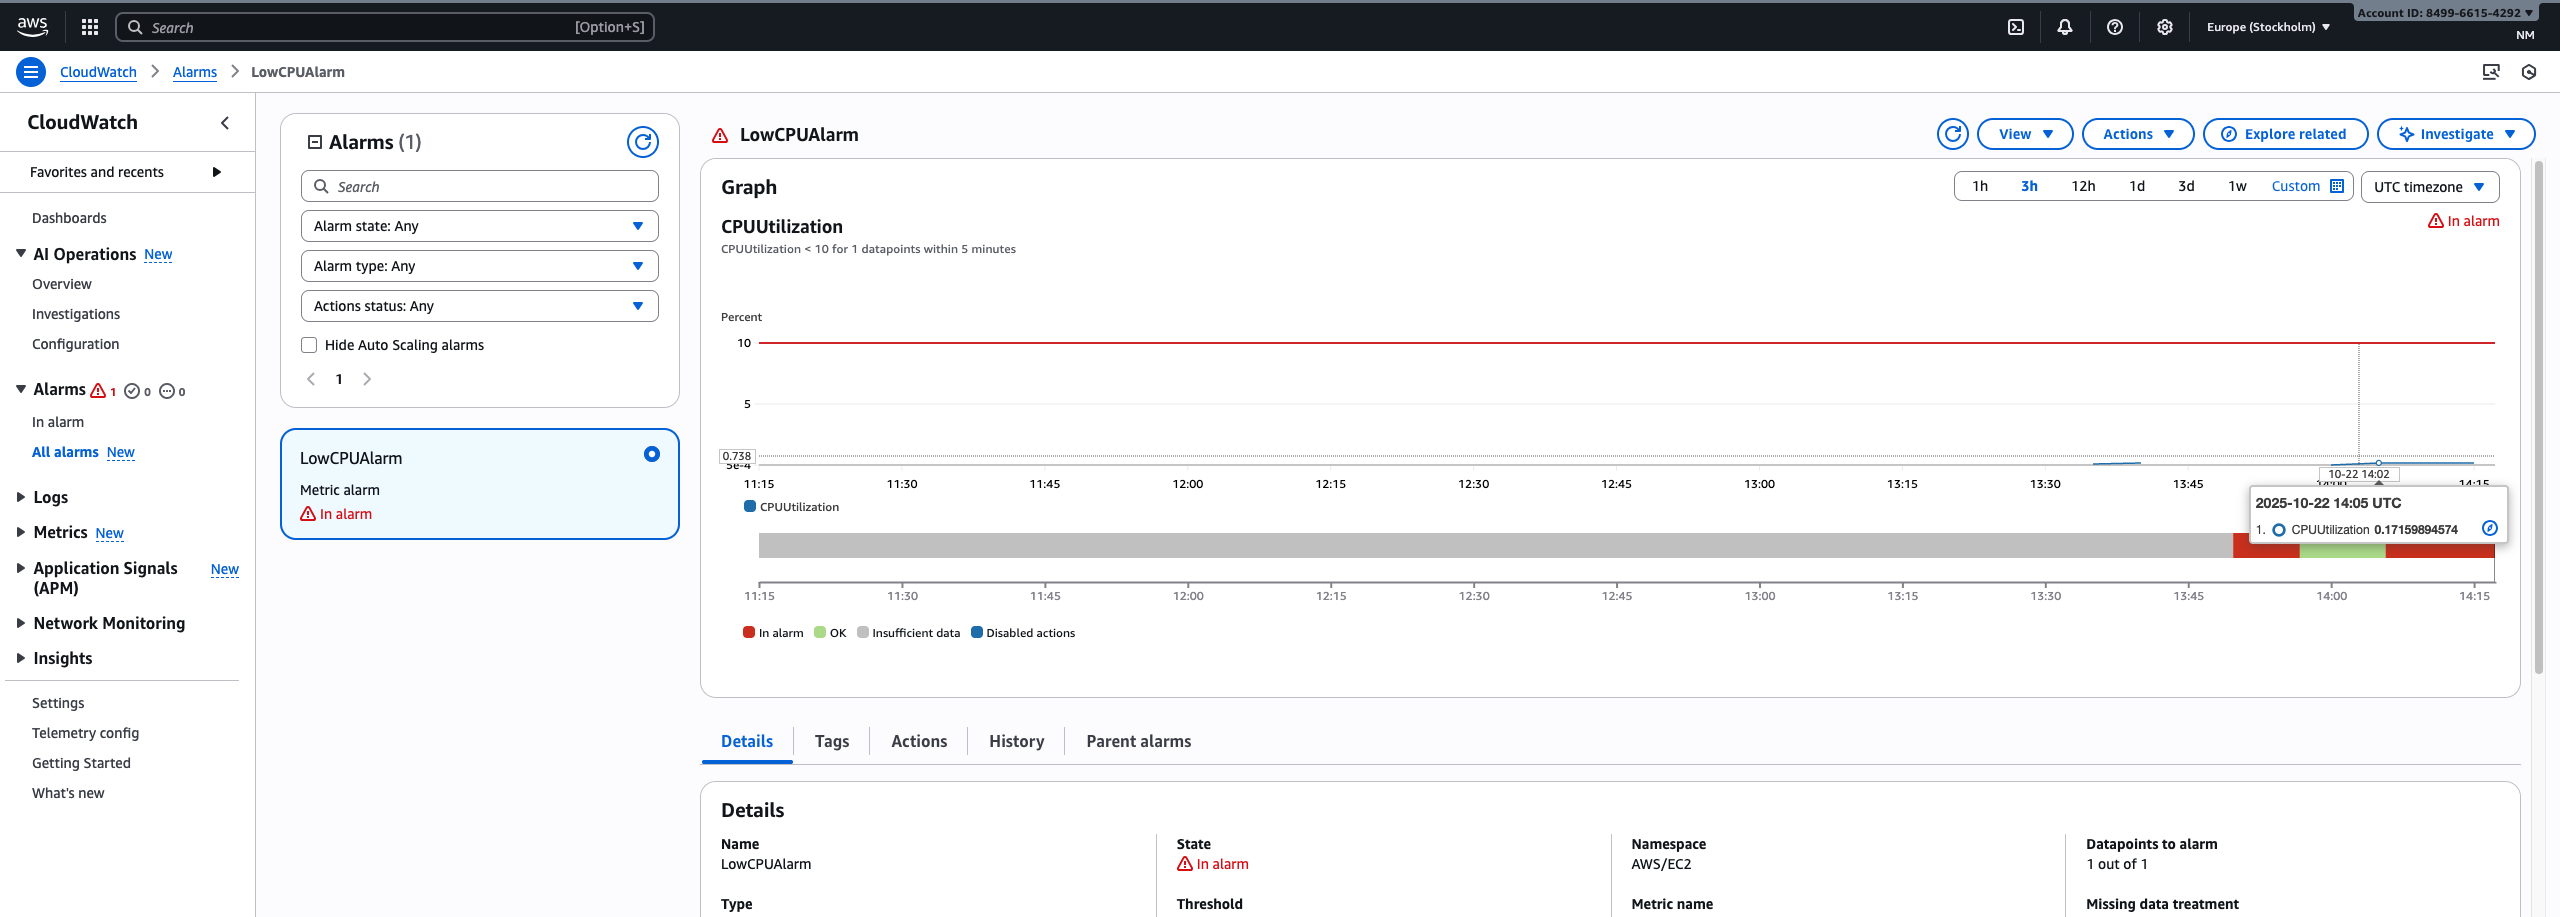 aws
Search [Option+S]
Europe (Stockholm)
Account ID: 8499-6615-4292
NM
CloudWatch
Alarms
LowCPUAlarm
CloudWatch
Favorites and recents
Dashboards
AI Operations New
Overview
Investigations
Configuration
Alarms 1 0 0
In alarm
All alarms New
Logs
Metrics New
Application Signals New
(APM)
Network Monitoring
Insights
Settings
Telemetry config
Getting Started
What's new
Alarms (1)
Search
Alarm state: Any
Alarm type: Any
Actions status: Any
Hide Auto Scaling alarms
1
LowCPUAlarm
Metric alarm
In alarm
LowCPUAlarm
View
Actions
Explore related
Investigate
Graph
1h 3h 12h 1d 3d 1w Custom
UTC timezone
CPUUtilization
In alarm
CPUUtilization < 10 for 1 datapoints within 5 minutes
Percent
10
5
0.738
5e-4
10-22 14:02
11:15 11:30 11:45 12:00 12:15 12:30 12:45 13:00 13:15 13:30 13:45 14:00 14:15
CPUUtilization
2025-10-22 14:05 UTC
1. CPUUtilization 0.17159894574
11:15 11:30 11:45 12:00 12:15 12:30 12:45 13:00 13:15 13:30 13:45 14:00 14:15
In alarm OK Insufficient data Disabled actions
Details Tags Actions History Parent alarms
Details
Name
LowCPUAlarm
Type
State
In alarm
Threshold
Namespace
AWS/EC2
Metric name
Datapoints to alarm
1 out of 1
Missing data treatment